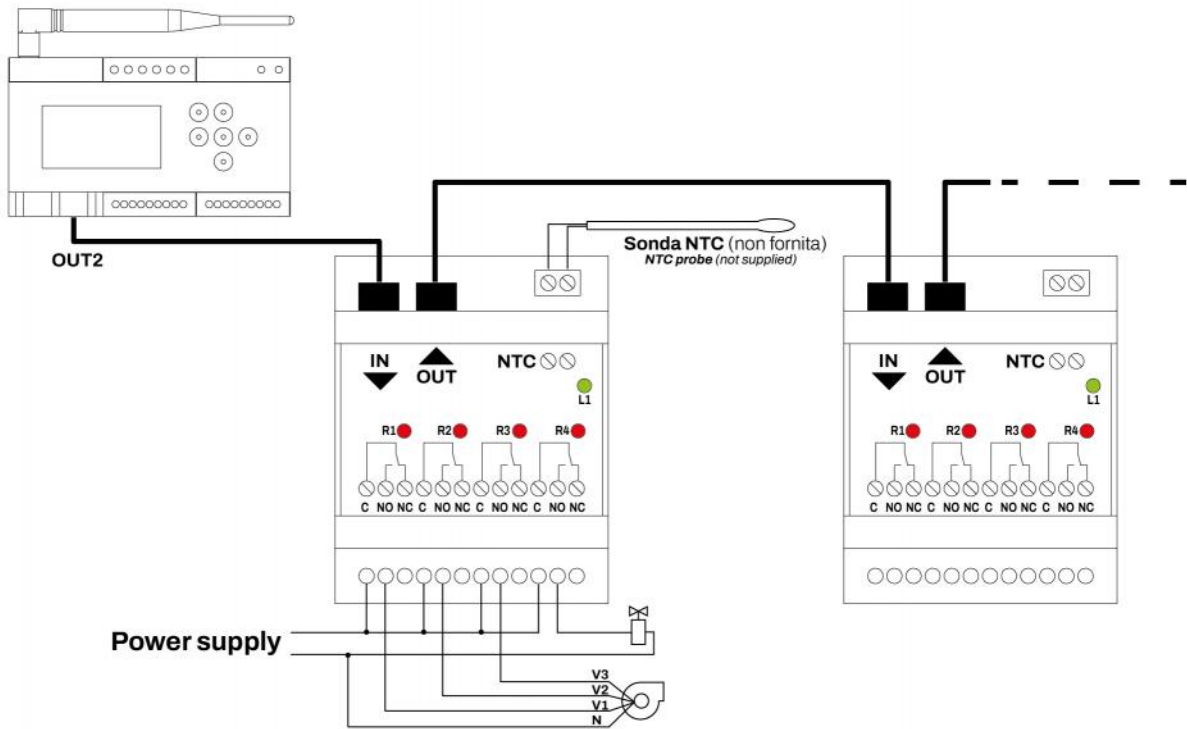 OUT2
Sonda NTC (non fornita)
NTC probe (not supplied)
IN
OUT
NTC
L1
R1 R2 R3 R4
C NO NC C NO NC C NO NC C NO NC
IN
OUT
NTC
L1
R1 R2 R3 R4
C NO NC C NO NC C NO NC C NO NC
Power supply
V3
V2
V1
N